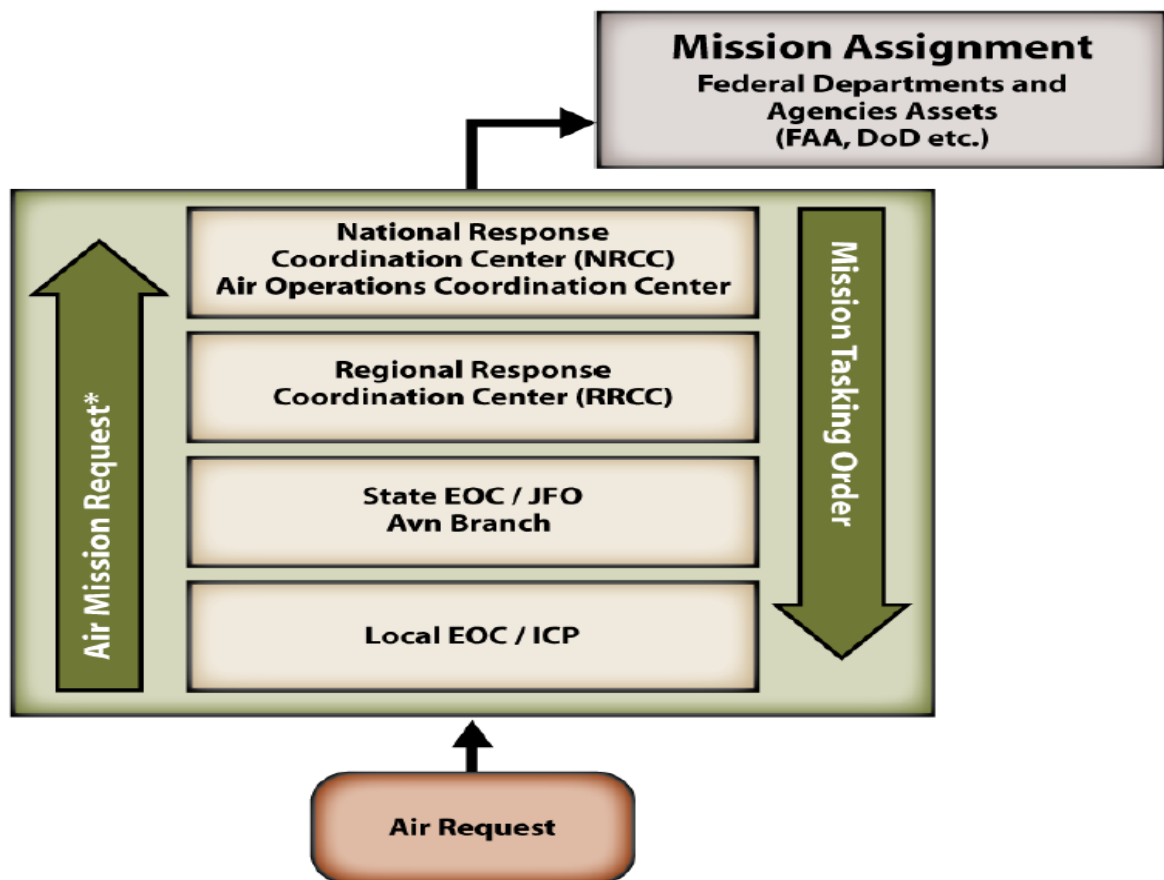 Mission Assignment
Federal Departments and
Agencies Assets
(FAA, DoD etc.)
National Response
Coordination Center (NRCC)
Air Operations Coordination Center
Regional Response
Coordination Center (RRCC)
State EOC / JFO
Avn Branch
Local EOC / ICP
Air Mission Request*
Mission Tasking Order
Air Request